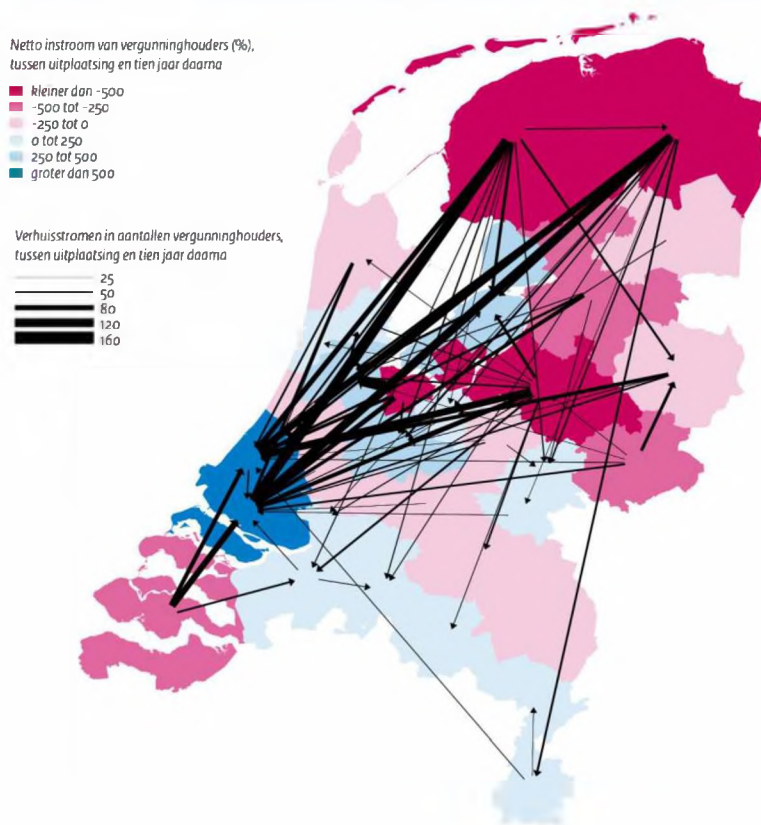 Netto instroom van vergunninghouders (%),
tussen uitplaatsing en tien jaar daarna
kleiner dan -500
-500 tot -250
-250 tot 0
0 tot 250
250 tot 500
groter dan 500
Verhuisstromen in aantallen vergunninghouders,
tussen uitplaatsing en tien jaar daarna
25
50
80
120
160